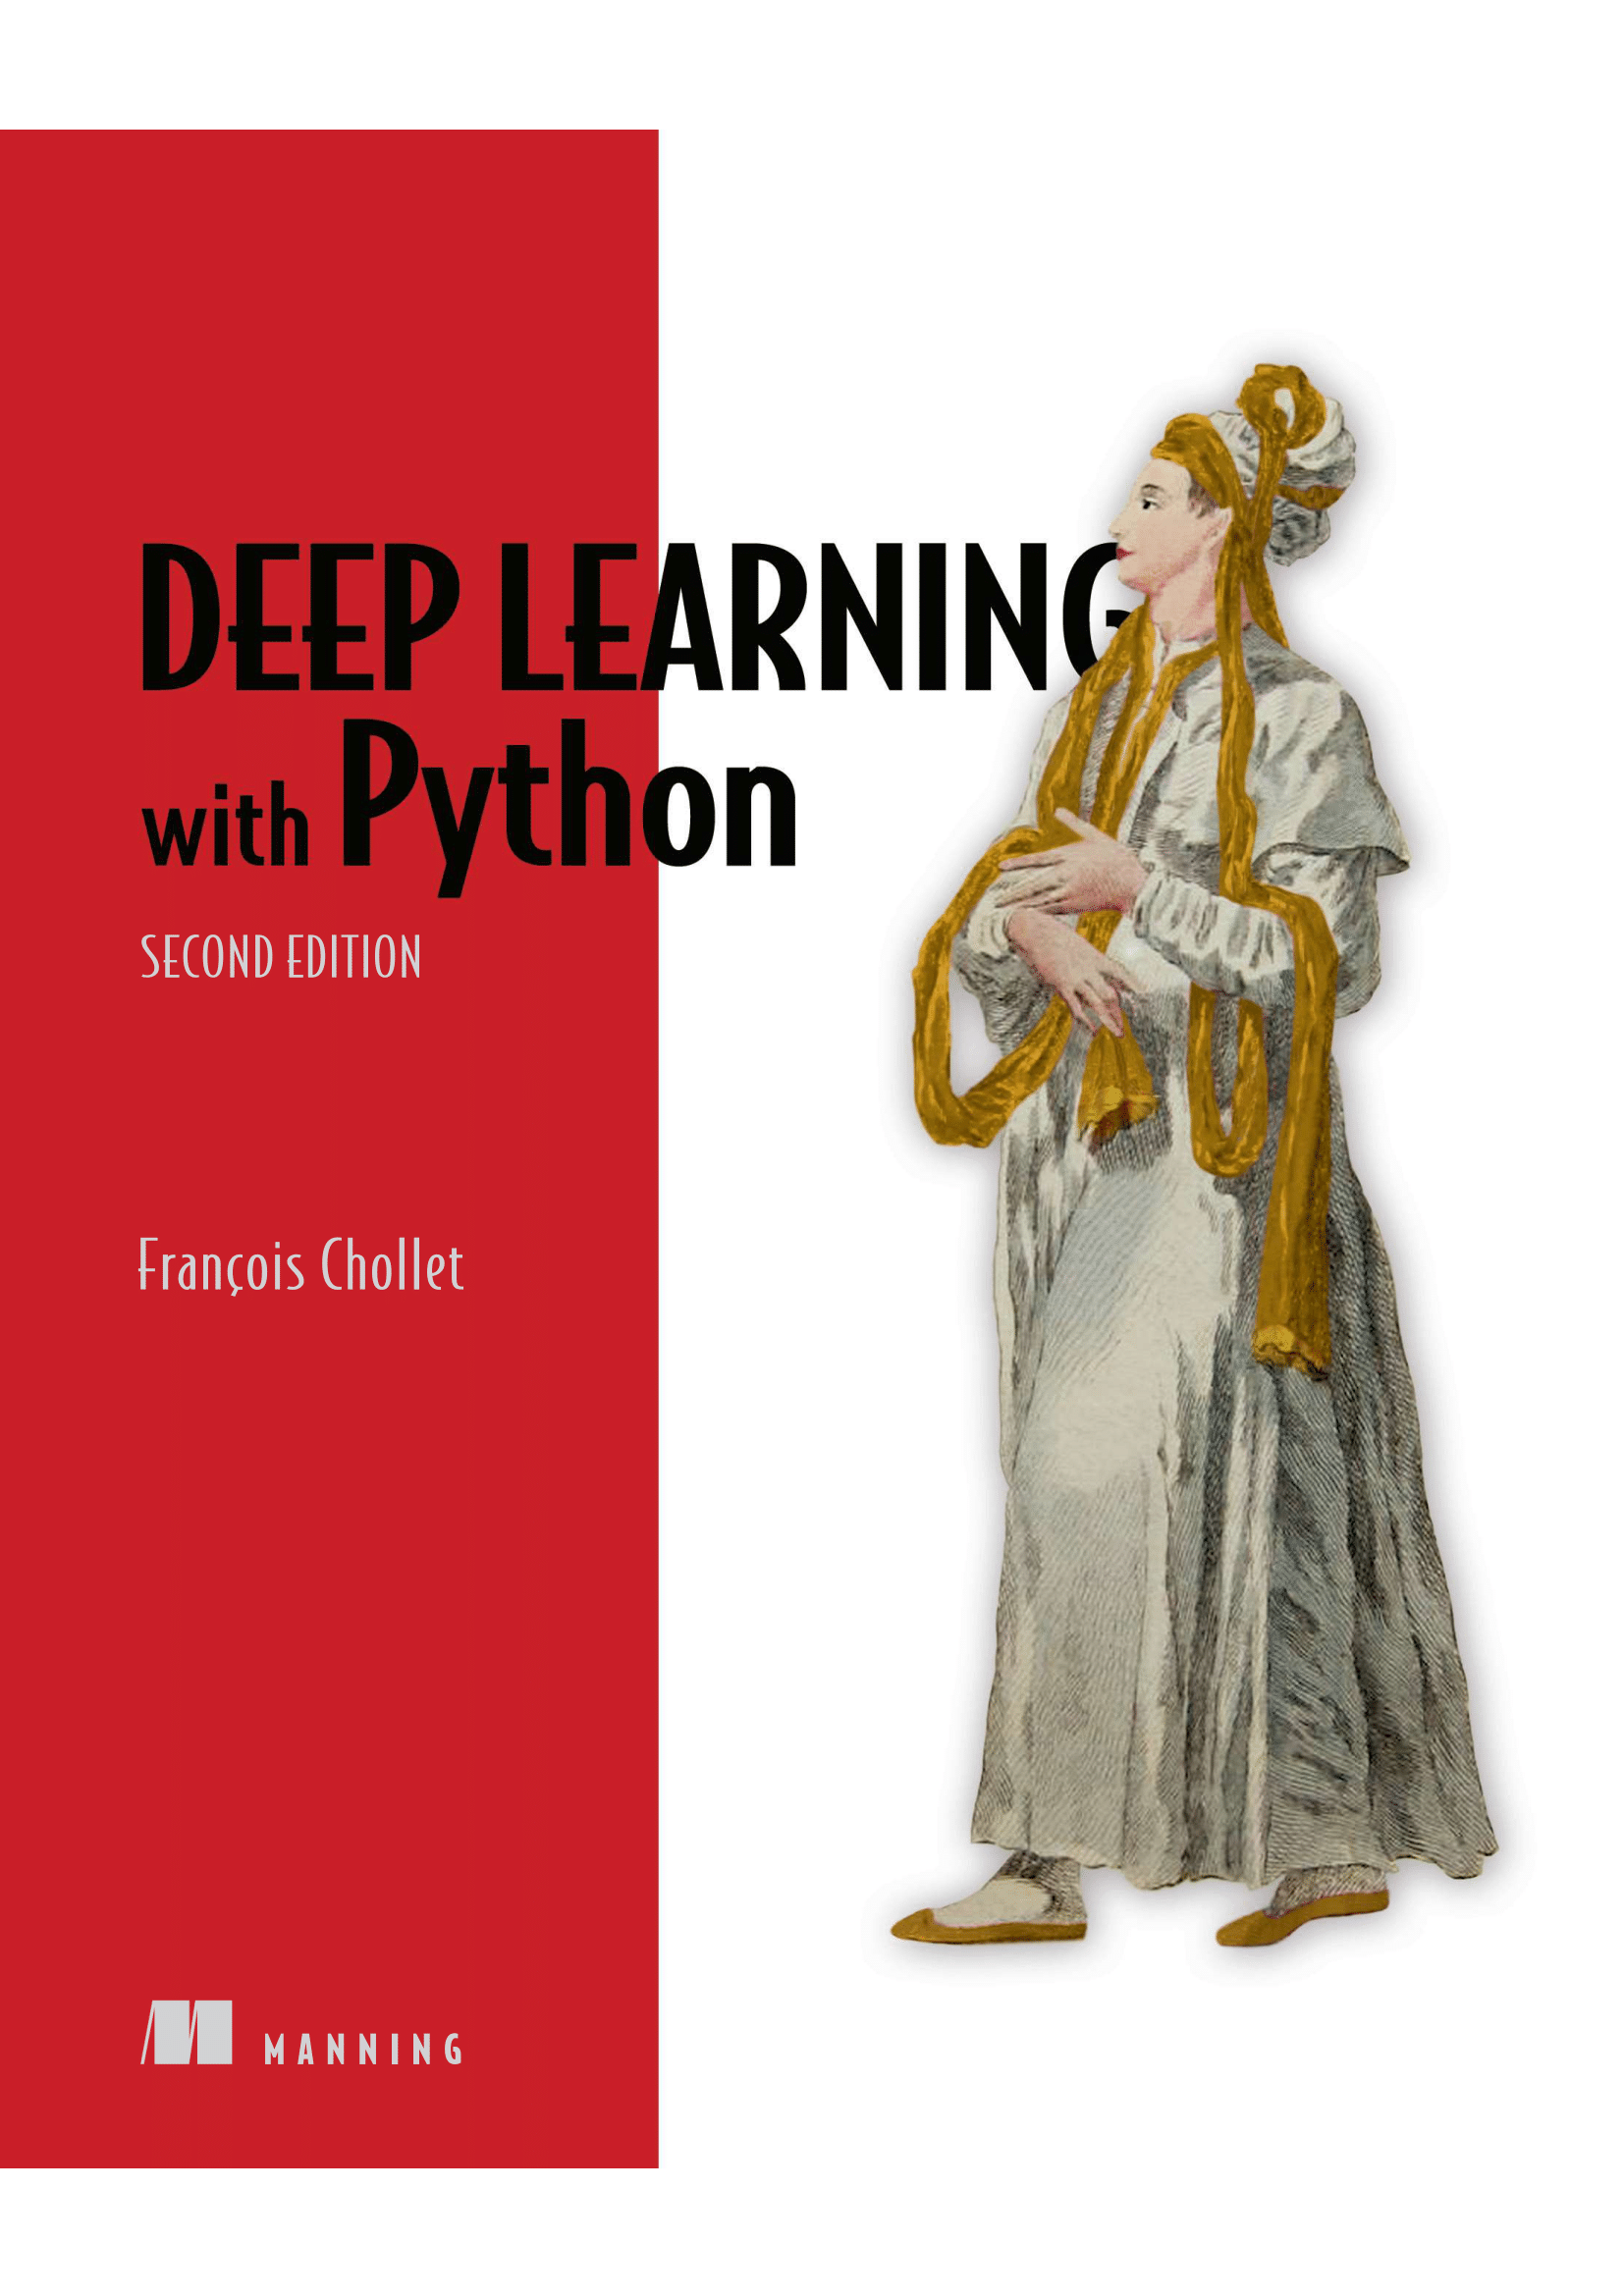 DEEP LEARNING
with Python
SECOND EDITION
François Chollet
MANNING